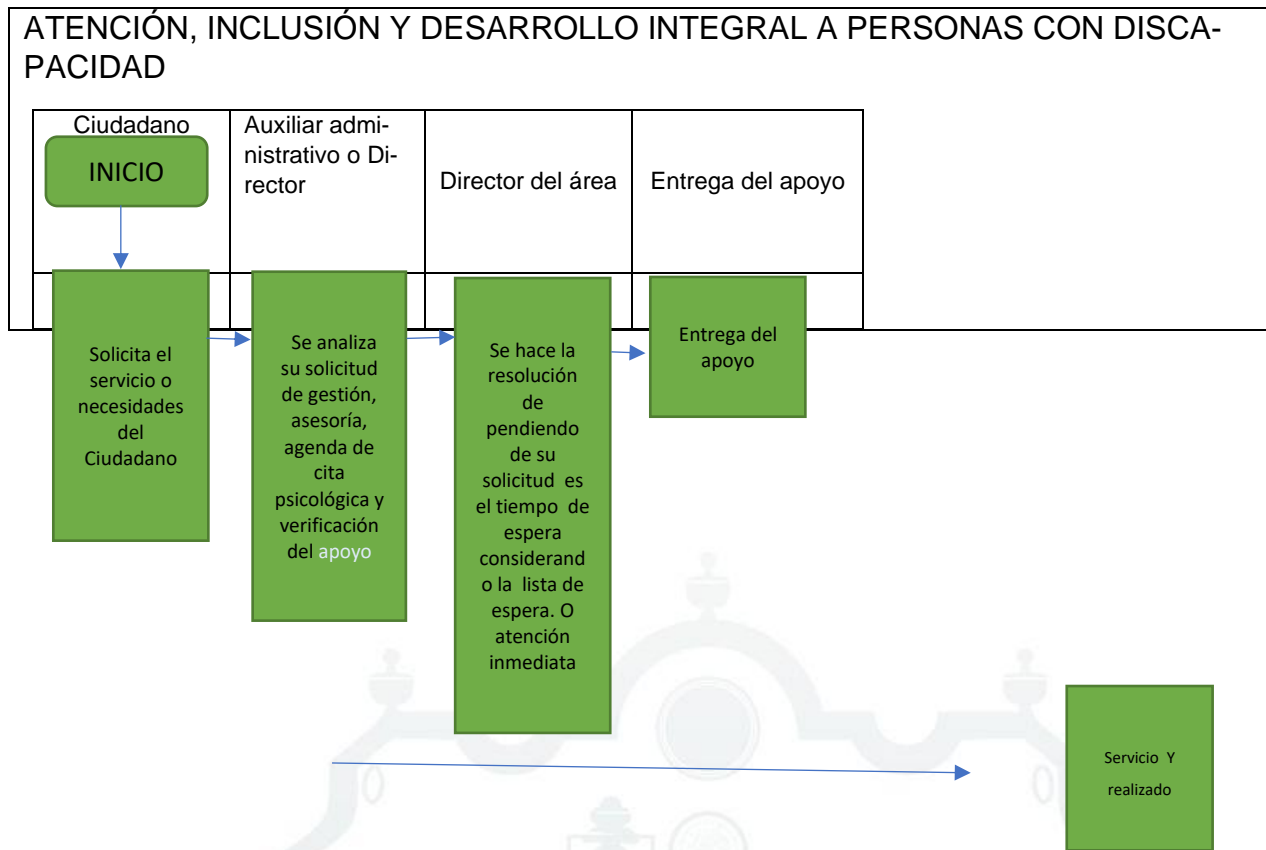 ATENCIÓN, INCLUSIÓN Y DESARROLLO INTEGRAL A PERSONAS CON DISCA-
PACIDAD
Ciudadano
INICIO
Auxiliar admi-
nistrativo o Di-
rector
Director del área
Entrega del apoyo
Solicita el
servicio o
necesidades
del
Ciudadano
Se analiza
su solicitud
de gestión,
asesoría,
agenda de
cita
psicológica y
verificación
del apoyo
Se hace la
resolución
de
pendiendo
de su
solicitud es
el tiempo de
espera
considerand
o la lista de
espera. O
atención
inmediata
Entrega del
apoyo
Servicio Y
realizado